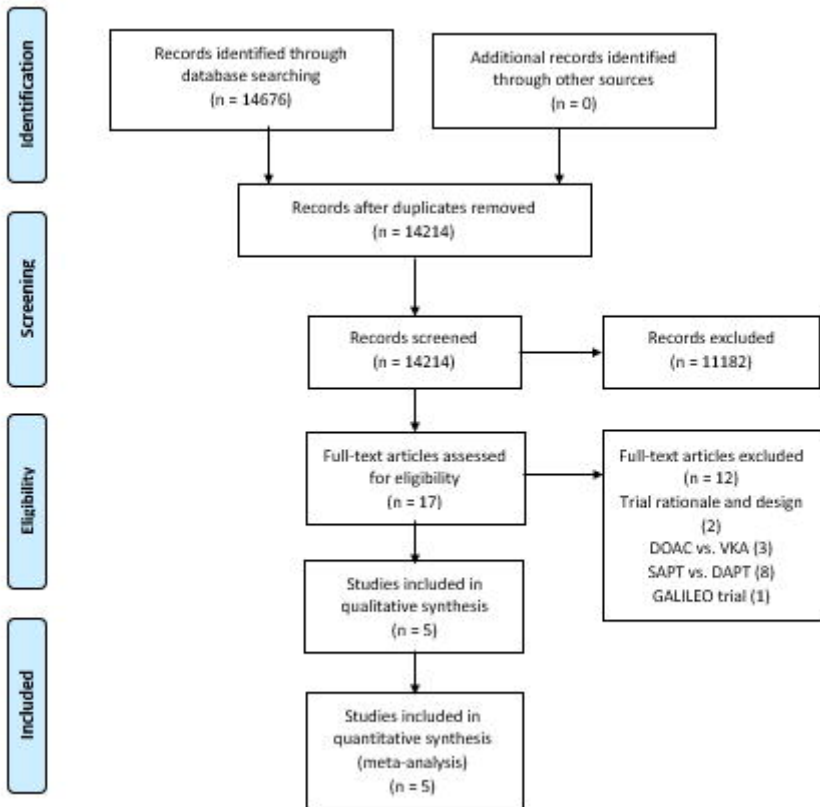 Identification
Records identified through
database searching
(n = 14676)
Additional records identified
through other sources
(n = 0)
Records after duplicates removed
(n = 14214)
Screening
Records screened
(n = 14214)
Records excluded
(n = 11182)
Eligibility
Full-text articles assessed
for eligibility
(n = 17)
Full-text articles excluded
(n = 12)
Trial rationale and design
(2)
DOAC vs. VKA (3)
SAPT vs. DAPT (8)
GALILEO trial (1)
Studies included in
qualitative synthesis
(n = 5)
Included
Studies included in
quantitative synthesis
(meta-analysis)
(n = 5)